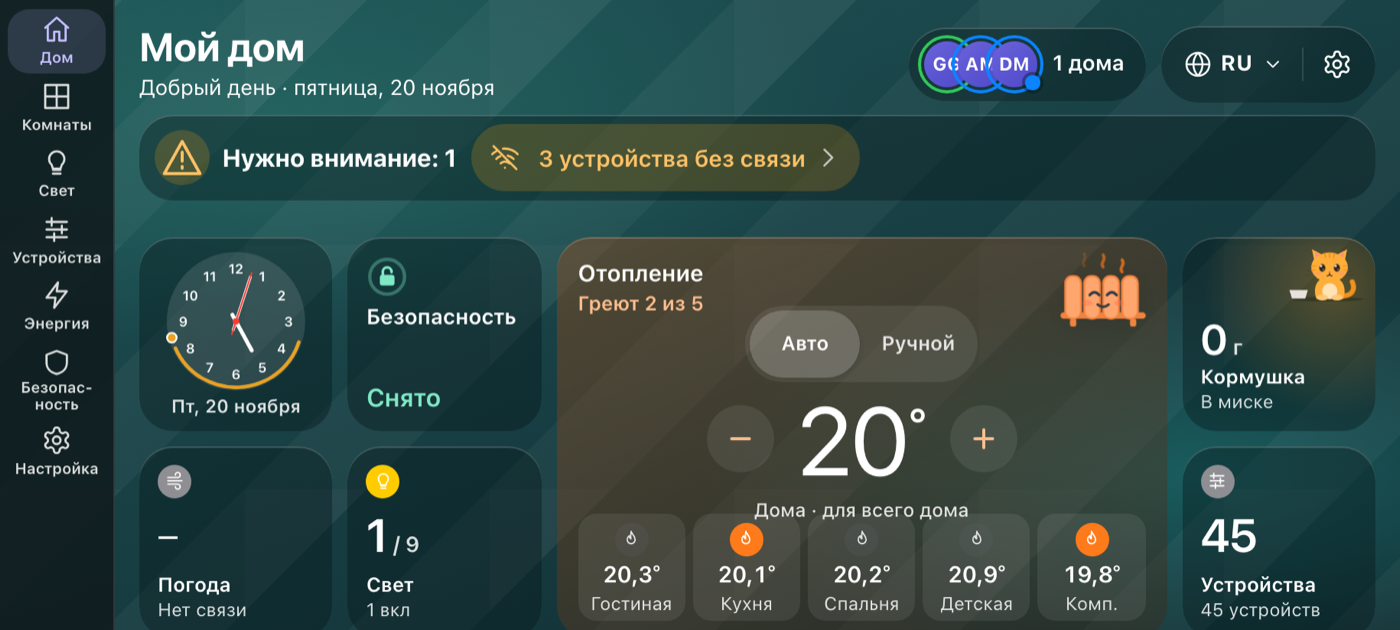 Дом
Комнаты
Свет
Устройства
Энергия
Безопас-
ность
Настройка
Мой дом
Добрый день · пятница, 20 ноября
GG AM DM 1 дома
RU
Нужно внимание: 1
3 устройства без связи
12
1
2
3
4
5
6
7
8
9
10
11
Пт, 20 ноября
Безопасность
Снято
Отопление
Греют 2 из 5
Авто
Ручной
− 20° +
Дома · для всего дома
20,3°
Гостиная
20,1°
Кухня
20,2°
Спальня
20,9°
Детская
19,8°
Комп.
0 г
Кормушка
В миске
–
Погода
Нет связи
1 / 9
Свет
1 вкл
45
Устройства
45 устройств